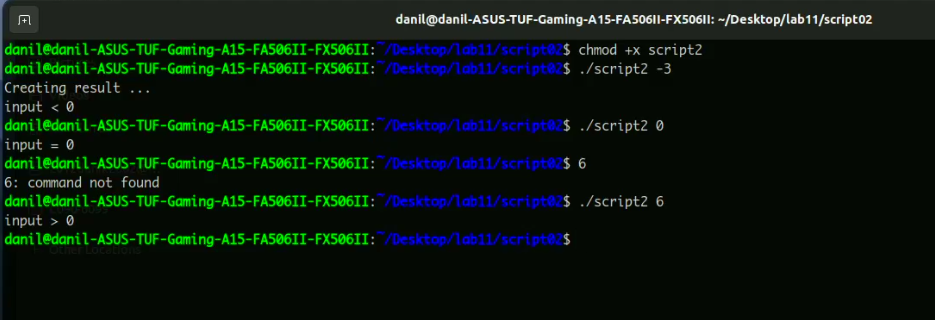 danil@danil-ASUS-TUF-Gaming-A15-FA506II-FX506II: ~/Desktop/lab11/script02
danil@danil-ASUS-TUF-Gaming-A15-FA506II-FX506II:~/Desktop/lab11/script02$ chmod +x script2
danil@danil-ASUS-TUF-Gaming-A15-FA506II-FX506II:~/Desktop/lab11/script02$ ./script2 -3
Creating result ...
input < 0
danil@danil-ASUS-TUF-Gaming-A15-FA506II-FX506II:~/Desktop/lab11/script02$ ./script2 0
input = 0
danil@danil-ASUS-TUF-Gaming-A15-FA506II-FX506II:~/Desktop/lab11/script02$ 6
6: command not found
danil@danil-ASUS-TUF-Gaming-A15-FA506II-FX506II:~/Desktop/lab11/script02$ ./script2 6
input > 0
danil@danil-ASUS-TUF-Gaming-A15-FA506II-FX506II:~/Desktop/lab11/script02$
Other Locations